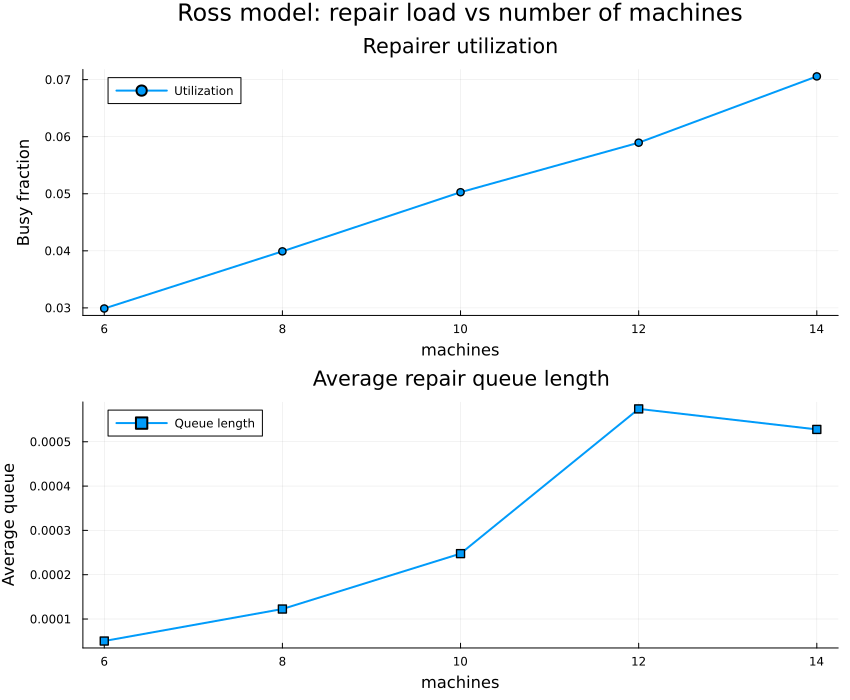 Ross model: repair load vs number of machines
Repairer utilization
0.07
0.06
0.05
0.04
0.03
Busy fraction
Utilization
6 8 10 12 14
machines
Average repair queue length
0.0005
0.0004
0.0003
0.0002
0.0001
Average queue
Queue length
6 8 10 12 14
machines